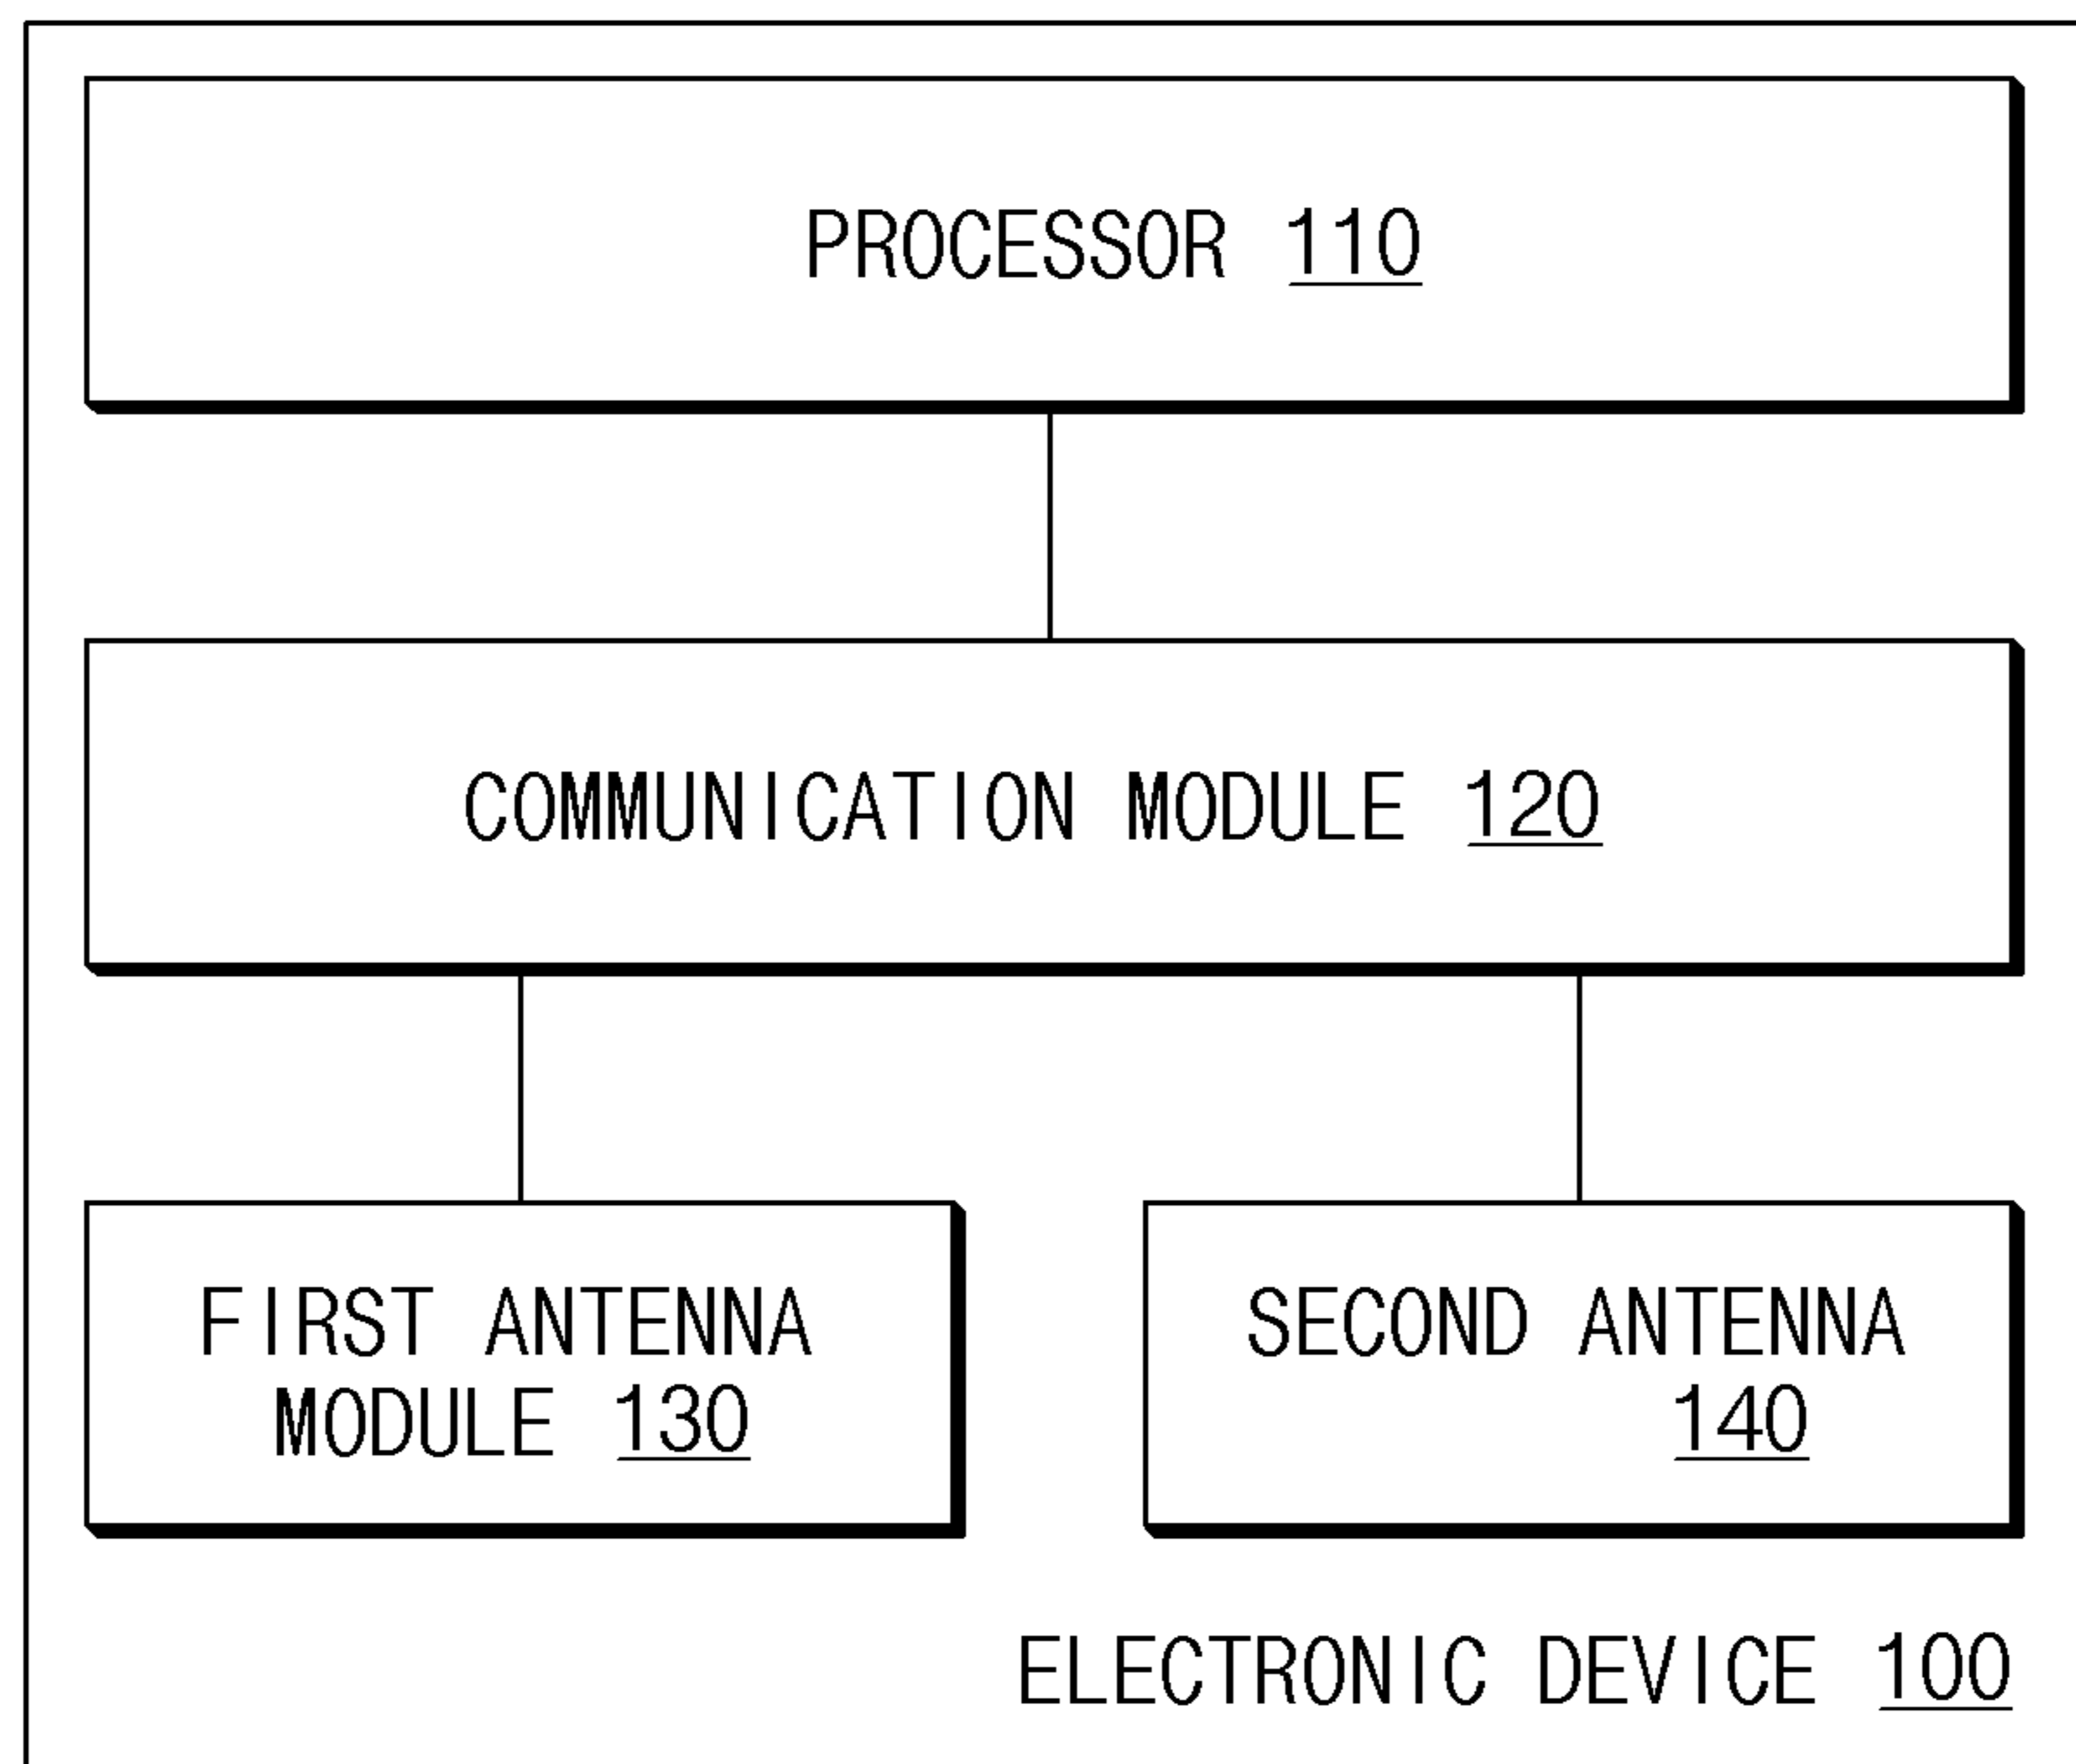 PROCESSOR 110
COMMUNICATION MODULE 120
FIRST ANTENNA
MODULE 130
SECOND ANTENNA
140
ELECTRONIC DEVICE 100